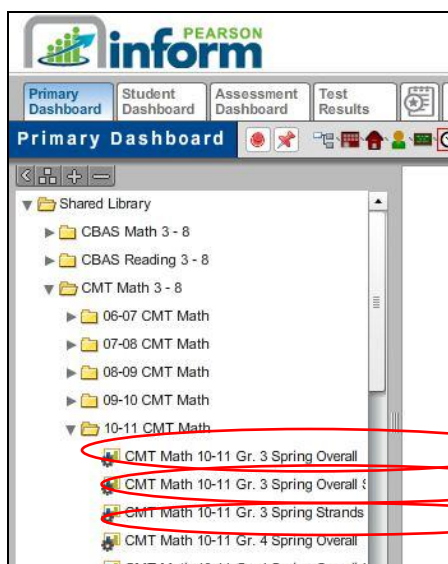 PEARSON
inform
Primary Dashboard
Student Dashboard
Assessment Dashboard
Test Results
Primary Dashboard
Shared Library
CBAS Math 3 - 8
CBAS Reading 3 - 8
CMT Math 3 - 8
06-07 CMT Math
07-08 CMT Math
08-09 CMT Math
09-10 CMT Math
10-11 CMT Math
CMT Math 10-11 Gr. 3 Spring Overall
CMT Math 10-11 Gr. 3 Spring Overall
CMT Math 10-11 Gr. 3 Spring Strands
CMT Math 10-11 Gr. 4 Spring Overall